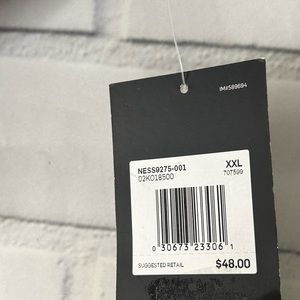 IM#589694
NESS9275-001 XXL
02KO18500 707599
0 30673 23306 1
SUGGESTED RETAIL $48.00